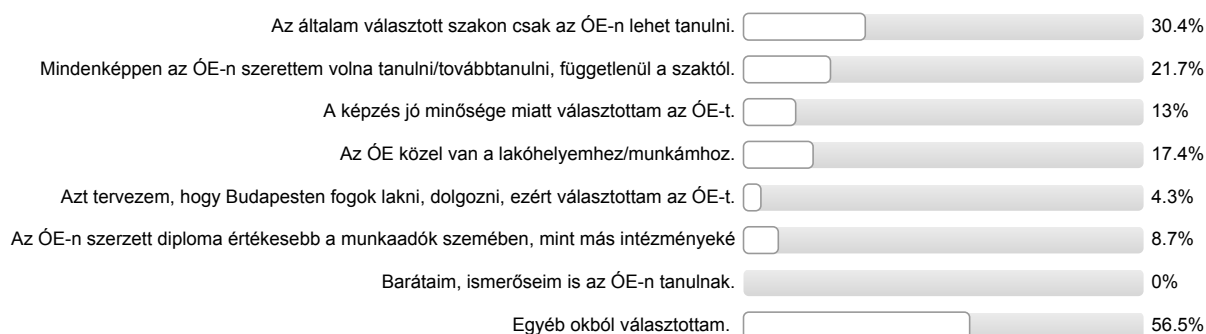 Az általam választott szakon csak az ÓE-n lehet tanulni. 30.4%
Mindenképpen az ÓE-n szerettem volna tanulni/továbbtanulni, függetlenül a szaktól. 21.7%
A képzés jó minősége miatt választottam az ÓE-t. 13%
Az ÓE közel van a lakóhelyemhez/munkámhoz. 17.4%
Azt tervezem, hogy Budapesten fogok lakni, dolgozni, ezért választottam az ÓE-t. 4.3%
Az ÓE-n szerzett diploma értékesebb a munkaadók szemében, mint más intézményeké 8.7%
Barátaim, ismerőseim is az ÓE-n tanulnak. 0%
Egyéb okból választottam. 56.5%